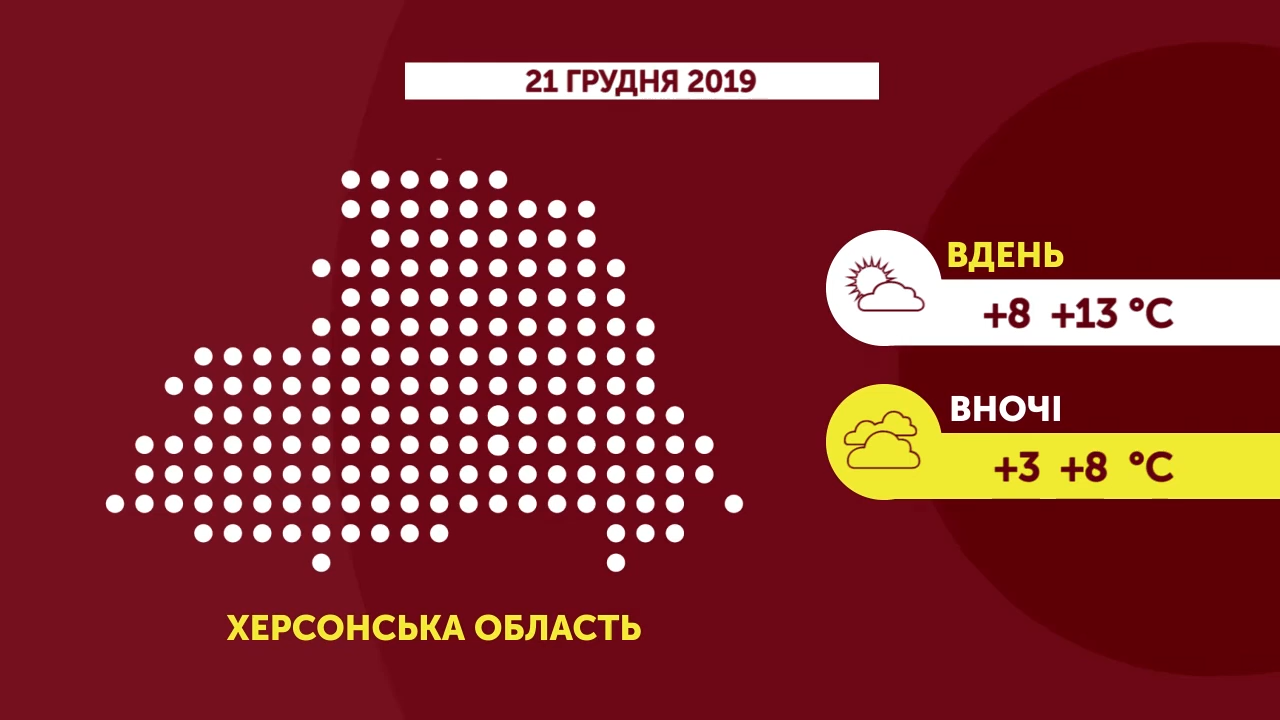 21 ГРУДНЯ 2019
ВДЕНЬ
+8 +13 °C
ВНОЧІ
+3 +8 °C
ХЕРСОНСЬКА ОБЛАСТЬ